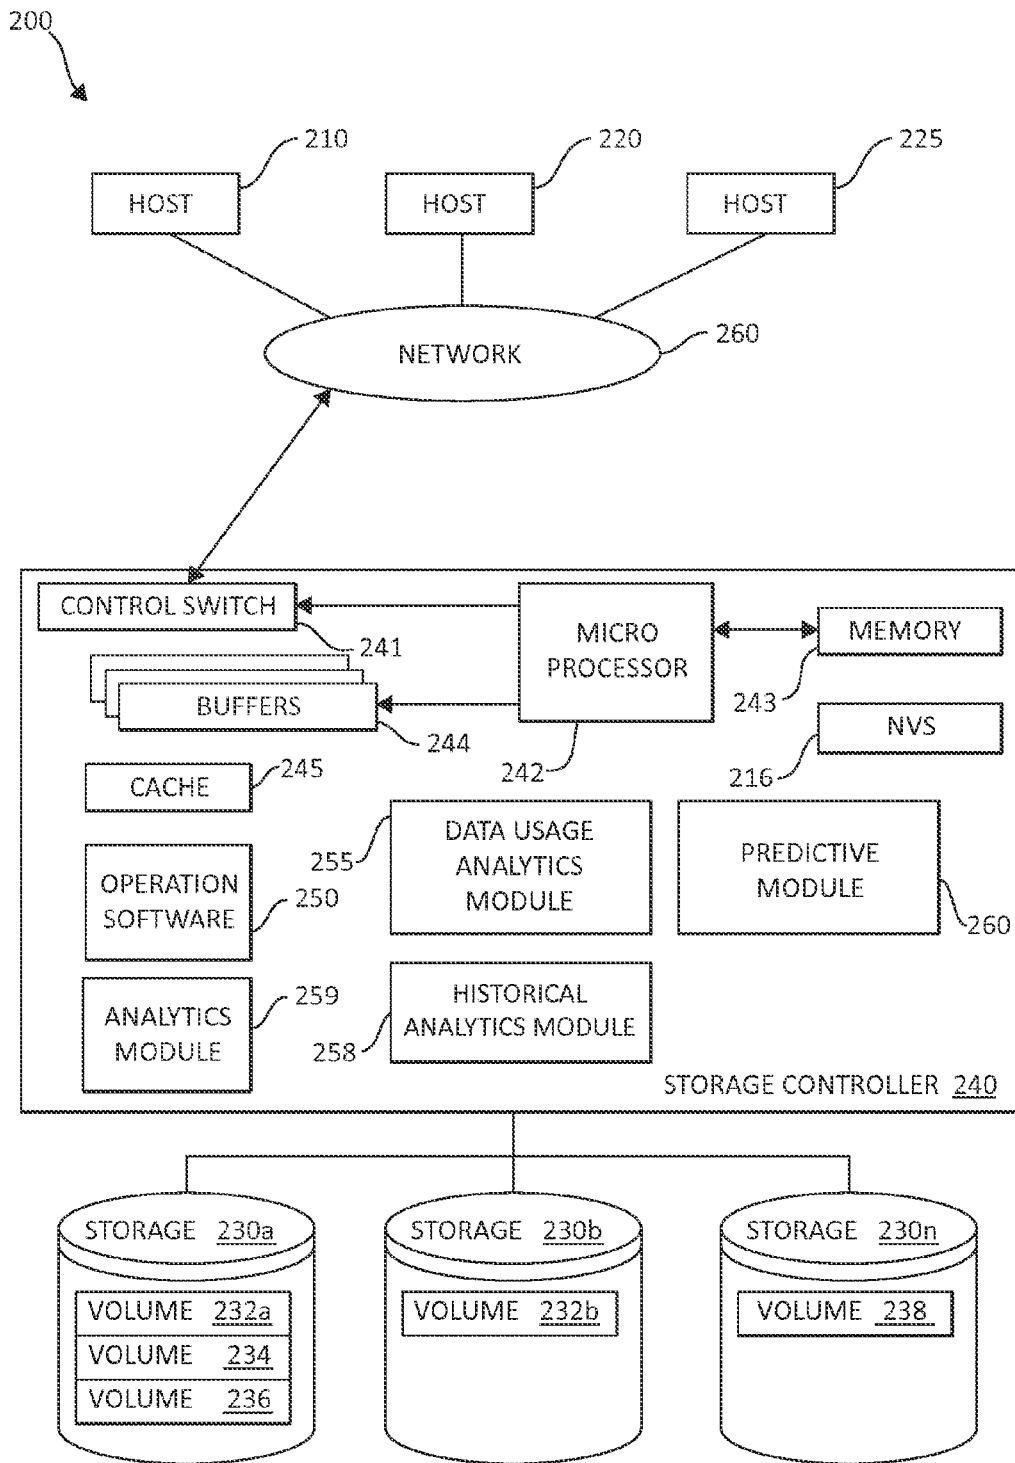 200
210
220
225
HOST
HOST
HOST
260
NETWORK
CONTROL SWITCH
241
MICRO
PROCESSOR
242
MEMORY
243
BUFFERS
244
NVS
216
CACHE
245
DATA USAGE
ANALYTICS
MODULE
255
PREDICTIVE
MODULE
260
OPERATION
SOFTWARE
250
ANALYTICS
MODULE
259
HISTORICAL
ANALYTICS MODULE
258
STORAGE CONTROLLER 240
STORAGE 230a
VOLUME 232a
VOLUME 234
VOLUME 236
STORAGE 230b
VOLUME 232b
STORAGE 230n
VOLUME 238